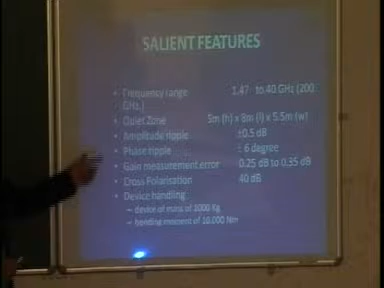 SALIENT FEATURES
• Frequency range 1.47 to 40 GHz (200
GHz,)
• Quiet Zone 5m (h) x 8m (l) x 5.5m (w)
• Amplitude ripple ±0.5 dB
• Phase ripple ± 6 degree
• Gain measurement error 0.25 dB to 0.35 dB
• Cross Polarisation 40 dB
• Device handling
– device of mass of 1000 Kg
– bending moment of 10,000 Nm